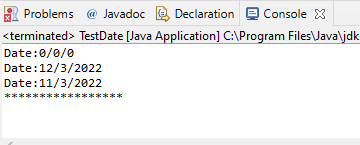 Problems @ Javadoc Declaration Console
<terminated> TestDate [Java Application] C:\Program Files\Java\jdk
Date:0/0/0
Date:12/3/2022
Date:11/3/2022
*****************